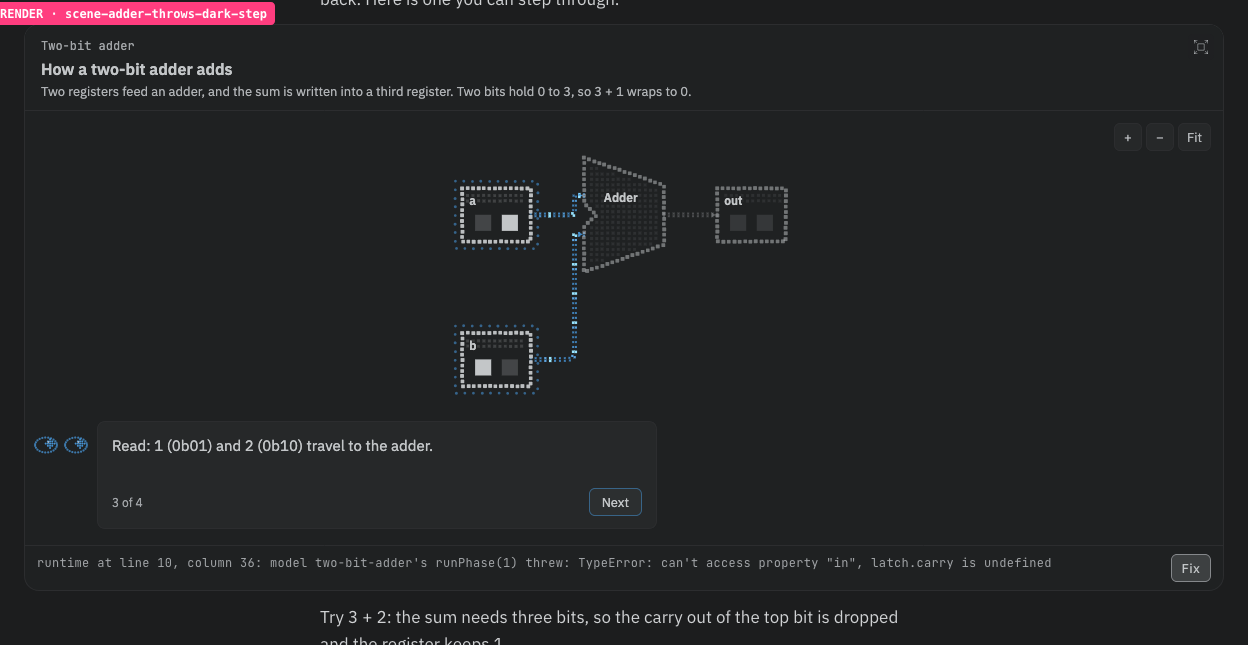 back. Here is one you can step through.
RENDER · scene-adder-throws-dark-step
Two-bit adder
How a two-bit adder adds
Two registers feed an adder, and the sum is written into a third register. Two bits hold 0 to 3, so 3 + 1 wraps to 0.
+ − Fit
a
Adder
out
b
Read: 1 (0b01) and 2 (0b10) travel to the adder.
3 of 4
Next
runtime at line 10, column 36: model two-bit-adder's runPhase(1) threw: TypeError: can't access property "in", latch.carry is undefined
Fix
Try 3 + 2: the sum needs three bits, so the carry out of the top bit is dropped
and the register keeps 1.